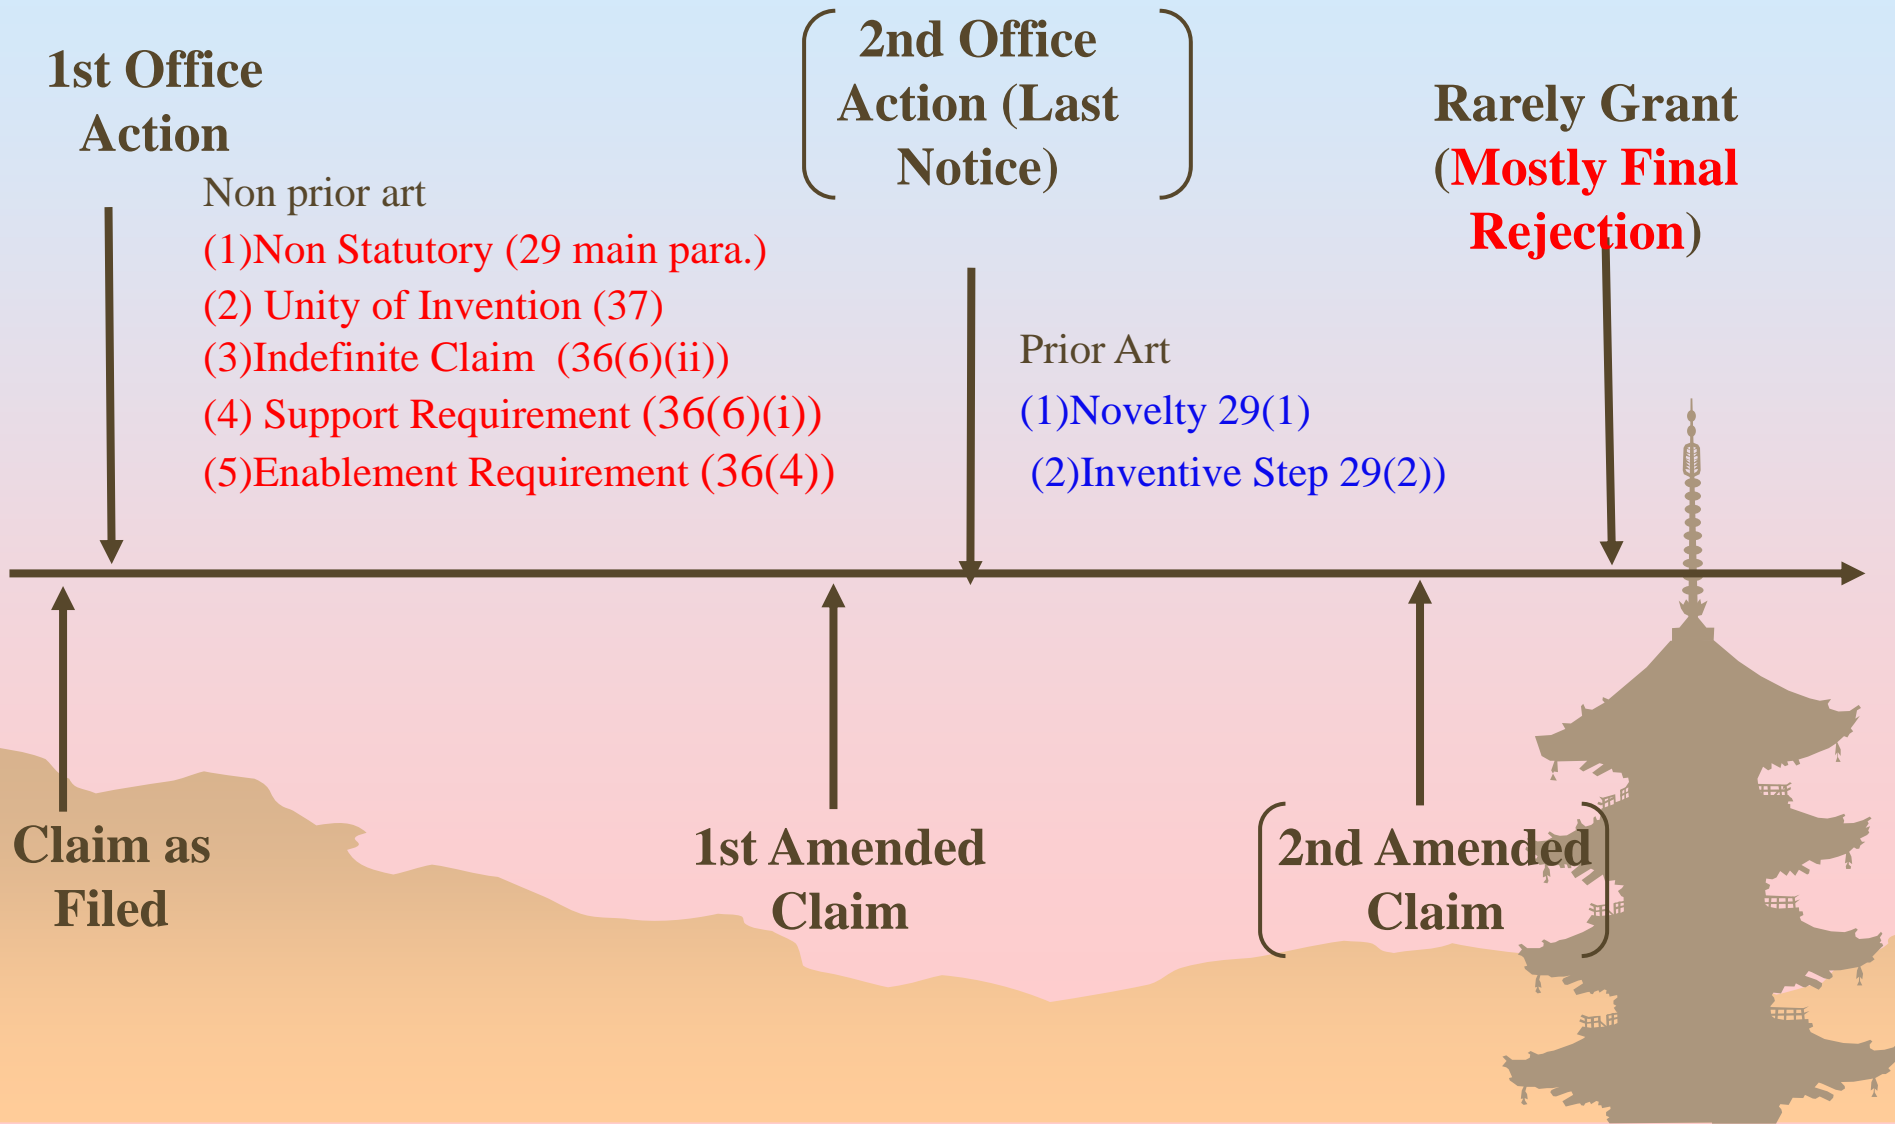 1st Office
Action
Non prior art
(1)Non Statutory (29 main para.)
(2) Unity of Invention (37)
(3)Indefinite Claim  (36(6)(ii))
(4) Support Requirement (36(6)(i))
(5)Enablement Requirement (36(4))
2nd Office
Action (Last
Notice)
Prior Art
(1)Novelty 29(1)
(2)Inventive Step 29(2))
Rarely Grant
(Mostly Final
Rejection)
Claim as
Filed
1st Amended
Claim
2nd Amended
Claim